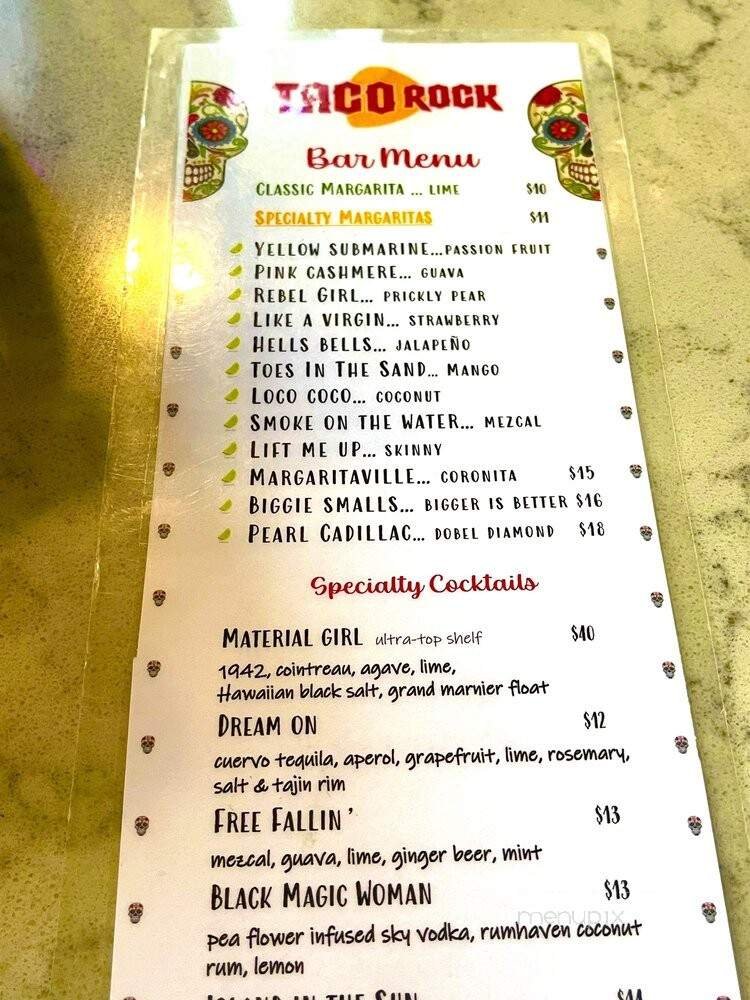 TACO ROCK
Bar Menu
CLASSIC MARGARITA ... LIME $10
SPECIALTY MARGARITAS $11
YELLOW SUBMARINE...PASSION FRUIT
PINK CASHMERE... GUAVA
REBEL GIRL... PRICKLY PEAR
LIKE A VIRGIN... STRAWBERRY
HELLS BELLS... JALAPEÑO
TOES IN THE SAND... MANGO
LOCO COCO... COCONUT
SMOKE ON THE WATER... MEZCAL
LIFT ME UP... SKINNY
MARGARITAVILLE... CORONITA $15
BIGGIE SMALLS... BIGGER IS BETTER $16
PEARL CADILLAC... DOBEL DIAMOND $18
Specialty Cocktails
MATERIAL GIRL ultra-top shelf $40
1942, cointreau, agave, lime,
Hawaiian black salt, grand marnier float
DREAM ON $12
cuervo tequila, aperol, grapefruit, lime, rosemary,
salt & tajin rim
FREE FALLIN' $13
mezcal, guava, lime, ginger beer, mint
BLACK MAGIC WOMAN $13
menupix
pea flower infused sky vodka, rumhaven coconut
rum, lemon
ISLAND IN THE SUN $14